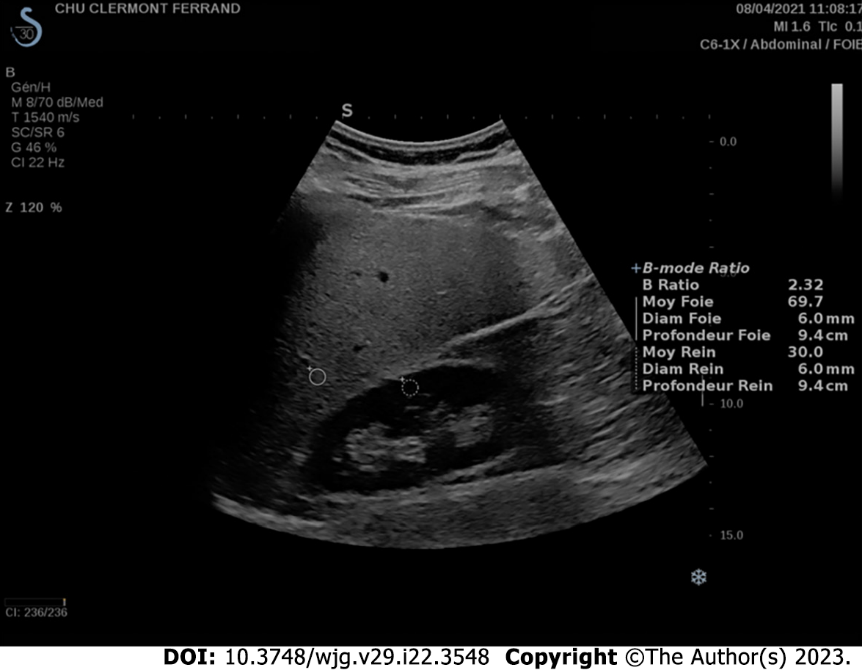 CHU CLERMONT FERRAND
08/04/2021 11:08:17
MI 1.6 TIc 0.1
C6-1X / Abdominal / FOIE
30
B
Gén/H
M 8/70 dB/Med
T 1540 m/s
SC/SR 6
G 46 %
CI 22 Hz
Z 120 %
S
0.0
5.0
+B-mode Ratio
B Ratio 2.32
Moy Foie 69.7
Diam Foie 6.0 mm
Profondeur Foie 9.4 cm
Moy Rein 30.0
Diam Rein 6.0 mm
Profondeur Rein 9.4 cm
10.0
15.0
CI: 236/236
DOI: 10.3748/wjg.v29.i22.3548 Copyright ©The Author(s) 2023.